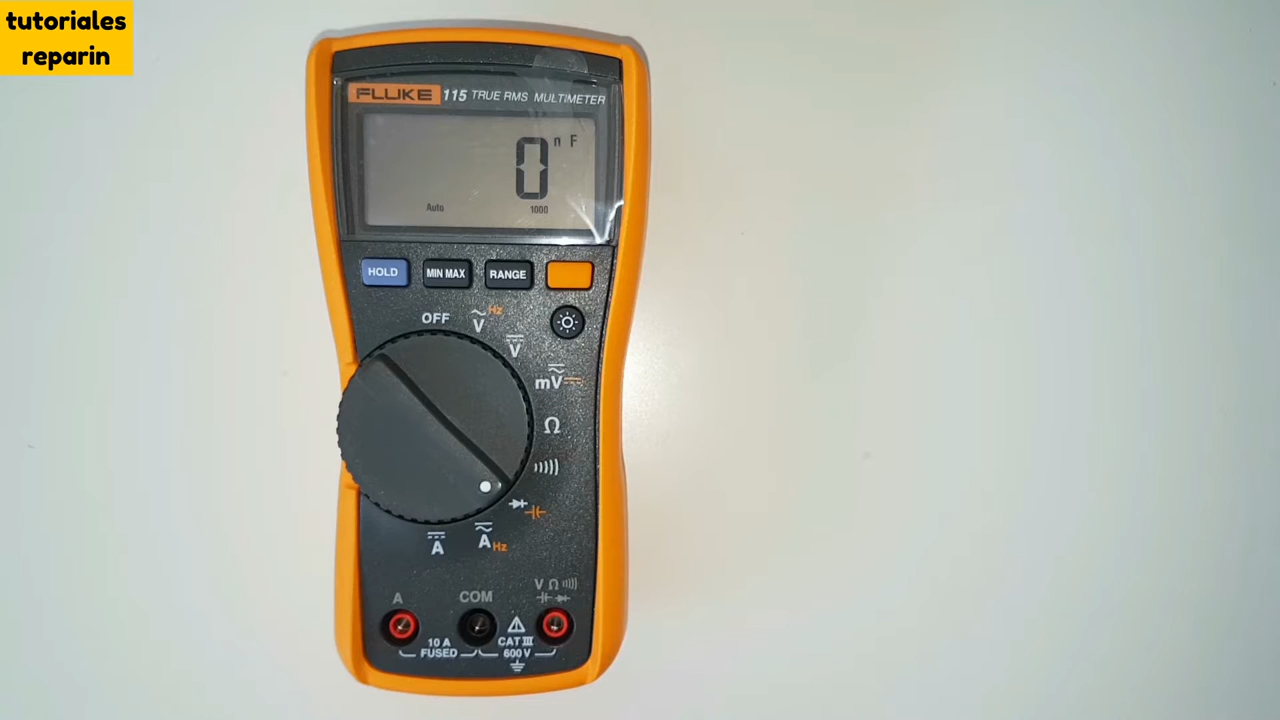 tutoriales
reparin
FLUKE 115 TRUE RMS MULTIMETER
0 n F
Auto 1000
HOLD MIN MAX RANGE
OFF
V Hz
V
mV
Ω
A
A Hz
A COM V Ω
10 A
FUSED
CAT III
600 V